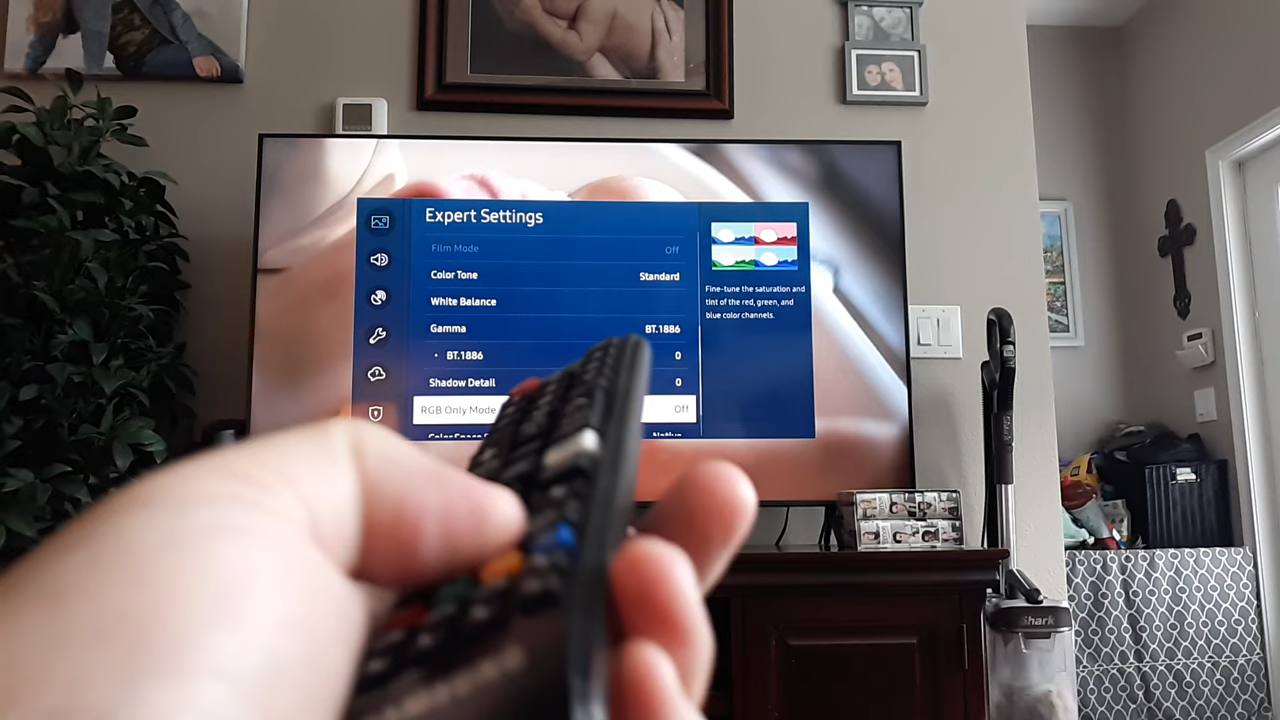 Expert Settings
Film Mode Off
Color Tone Standard
White Balance
Gamma BT.1886
• BT.1886 0
Shadow Detail 0
RGB Only Mode Off
Native
Fine-tune the saturation and
tint of the red, green, and
blue color channels.
Shark